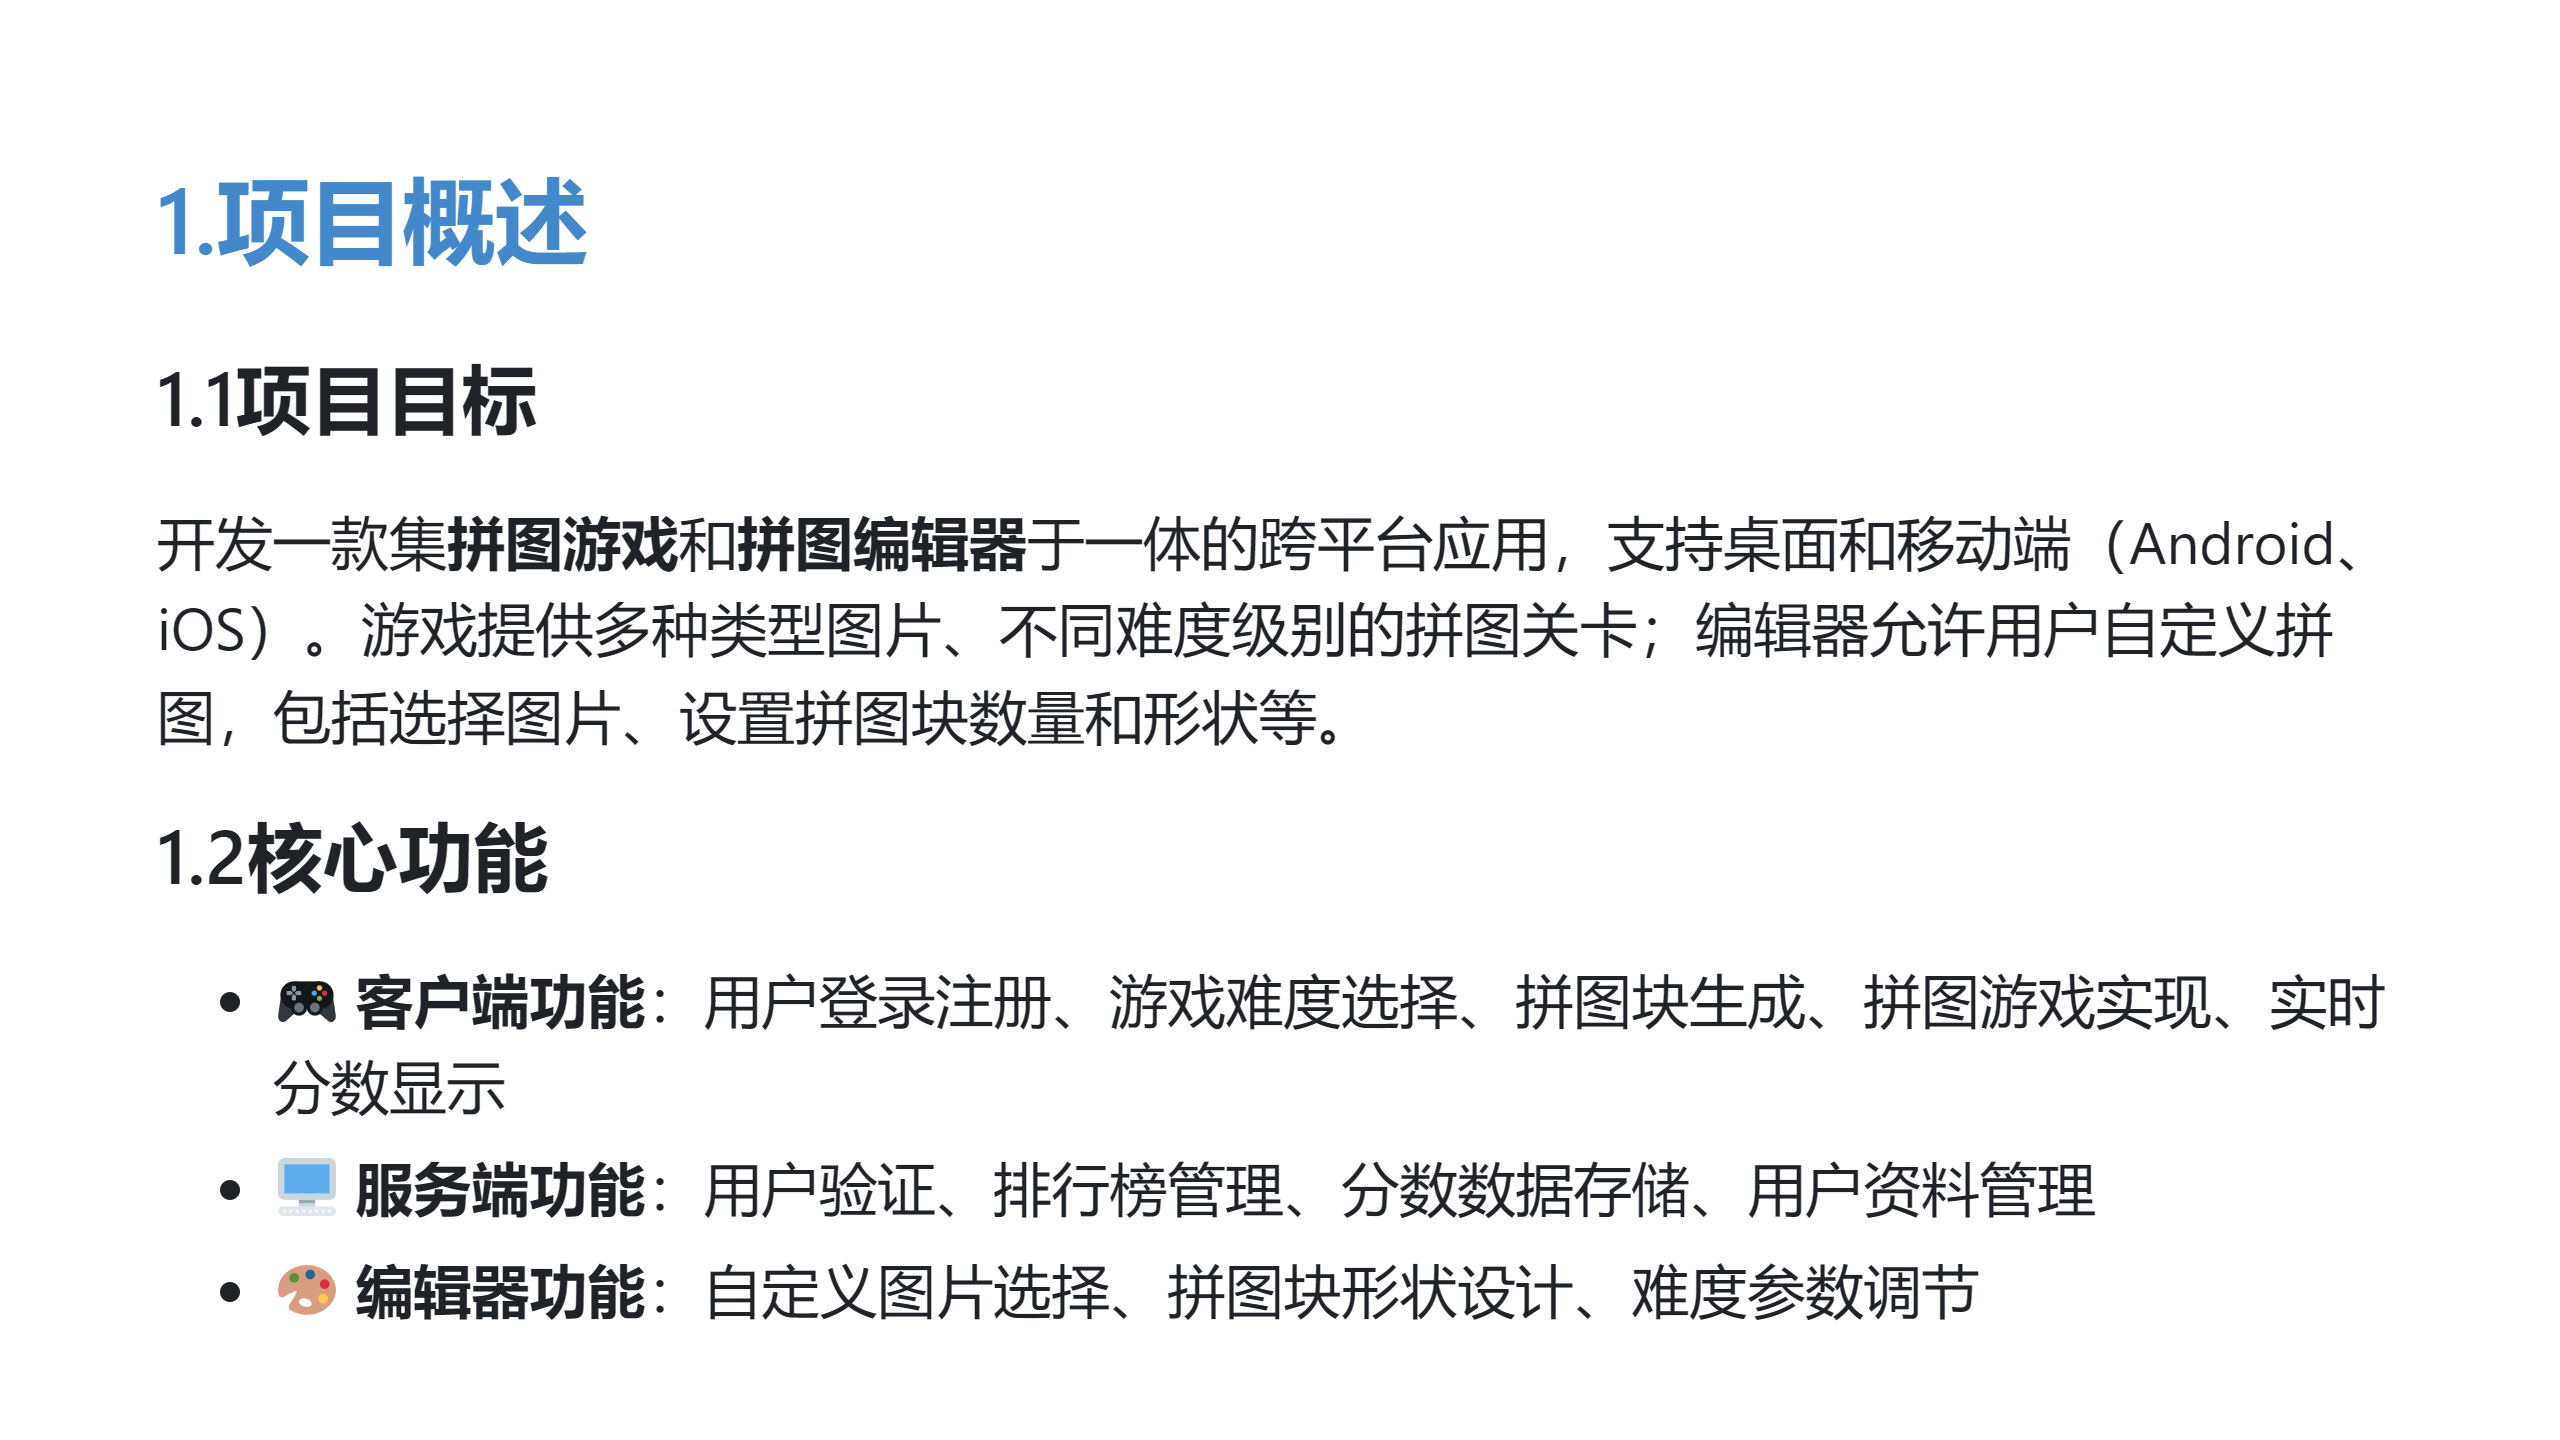 1.项目概述
1.1项目目标
开发一款集拼图游戏和拼图编辑器于一体的跨平台应用，支持桌面和移动端（Android、
iOS）。游戏提供多种类型图片、不同难度级别的拼图关卡；编辑器允许用户自定义拼
图，包括选择图片、设置拼图块数量和形状等。
1.2核心功能
• 🎮 客户端功能：用户登录注册、游戏难度选择、拼图块生成、拼图游戏实现、实时
分数显示
• 🖥️ 服务端功能：用户验证、排行榜管理、分数数据存储、用户资料管理
• 🎨 编辑器功能：自定义图片选择、拼图块形状设计、难度参数调节